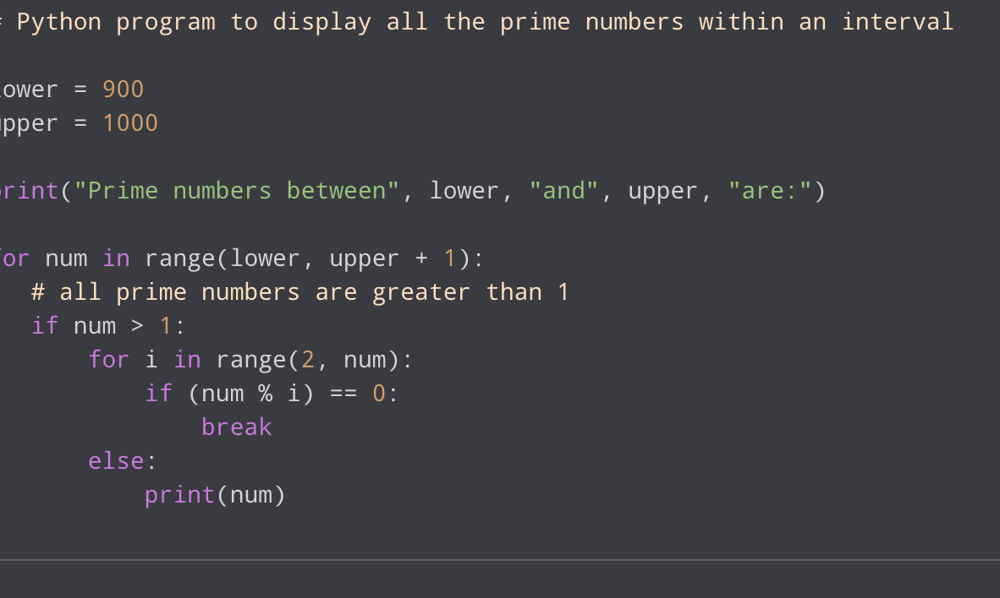 # Python program to display all the prime numbers within an interval
lower = 900
upper = 1000
print("Prime numbers between", lower, "and", upper, "are:")
for num in range(lower, upper + 1):
# all prime numbers are greater than 1
if num > 1:
for i in range(2, num):
if (num % i) == 0:
break
else:
print(num)